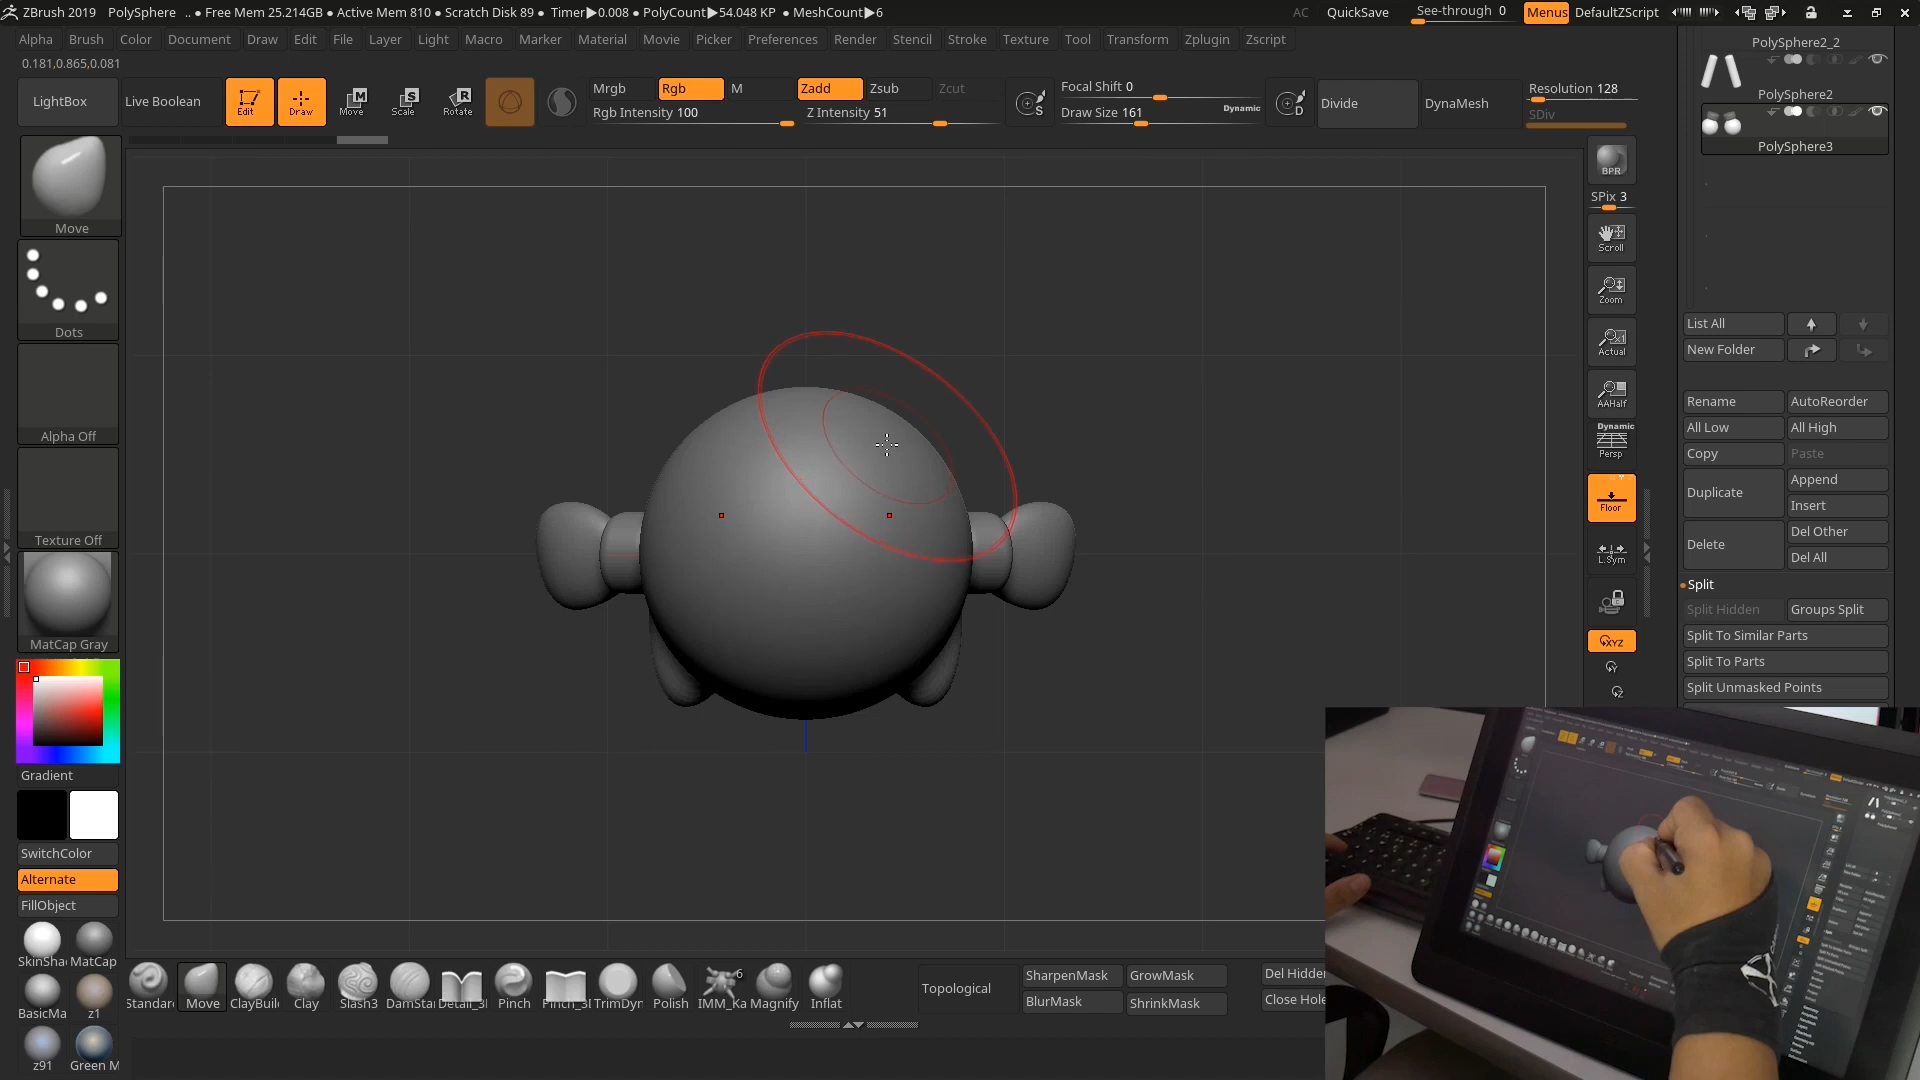 ZBrush 2019 PolySphere .. ● Free Mem 25.214GB ● Active Mem 810 ● Scratch Disk 89 ● Timer▶0.008 ● PolyCount▶54.048 KP ● MeshCount▶6 AC QuickSave See-through 0 Menus DefaultZScript
Alpha Brush Color Document Draw Edit File Layer Light Macro Marker Material Movie Picker Preferences Render Stencil Stroke Texture Tool Transform Zplugin Zscript
0.181,0.865,0.081
LightBox
Live Boolean
Edit
Draw
Move
Scale
Rotate
Mrgb Rgb M
Rgb Intensity 100
Zadd Zsub Zcut
Z Intensity 51
Focal Shift 0
Draw Size 161 Dynamic
Divide
DynaMesh
Resolution 128
SDiv
Move
Dots
Alpha Off
Texture Off
MatCap Gray
Gradient
SwitchColor
Alternate
FillObject
SkinSha MatCap
BasicMa z1
z91 Green M
Standard Move ClayBuil Clay Slash3 DamSta Detail_3 Pinch Pinch_3 TrimDyn Polish IMM_Ka 6 Magnify Inflat
Topological
SharpenMask GrowMask
BlurMask ShrinkMask
Del Hidden
Close Hole
BPR
SPix 3
Scroll
Zoom
Actual
AAHalf
Dynamic
Persp
Floor
L.Sym
XYZ
Y
Z
PolySphere2_2
PolySphere2
PolySphere3
List All
New Folder
Rename AutoReorder
All Low All High
Copy Paste
Duplicate Append
Insert
Delete Del Other
Del All
Split
Split Hidden Groups Split
Split To Similar Parts
Split To Parts
Split Unmasked Points